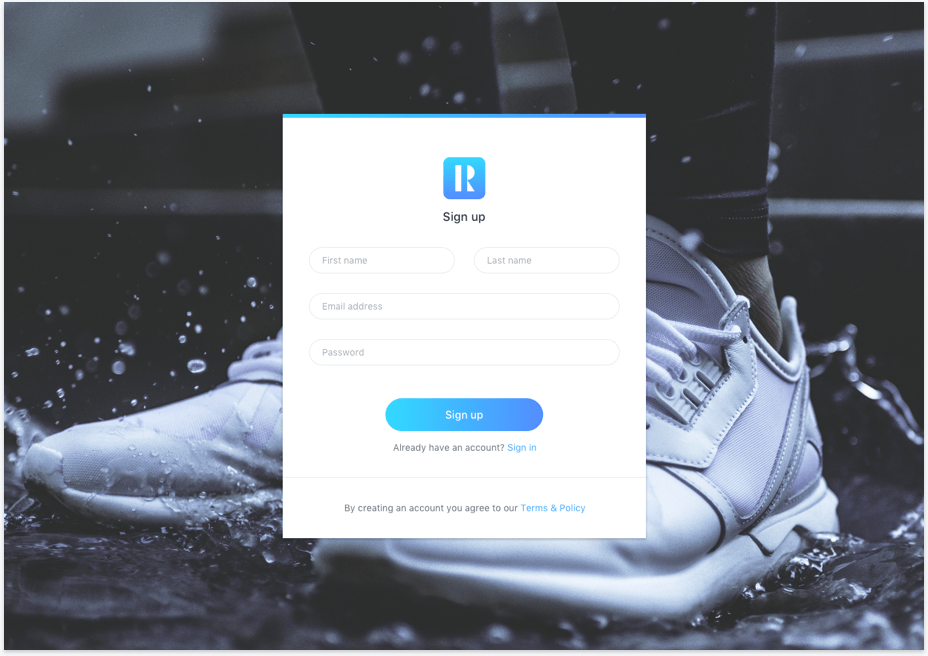 R
Sign up
First name Last name
Email address
Password
Sign up
Already have an account? Sign in
By creating an account you agree to our Terms & Policy